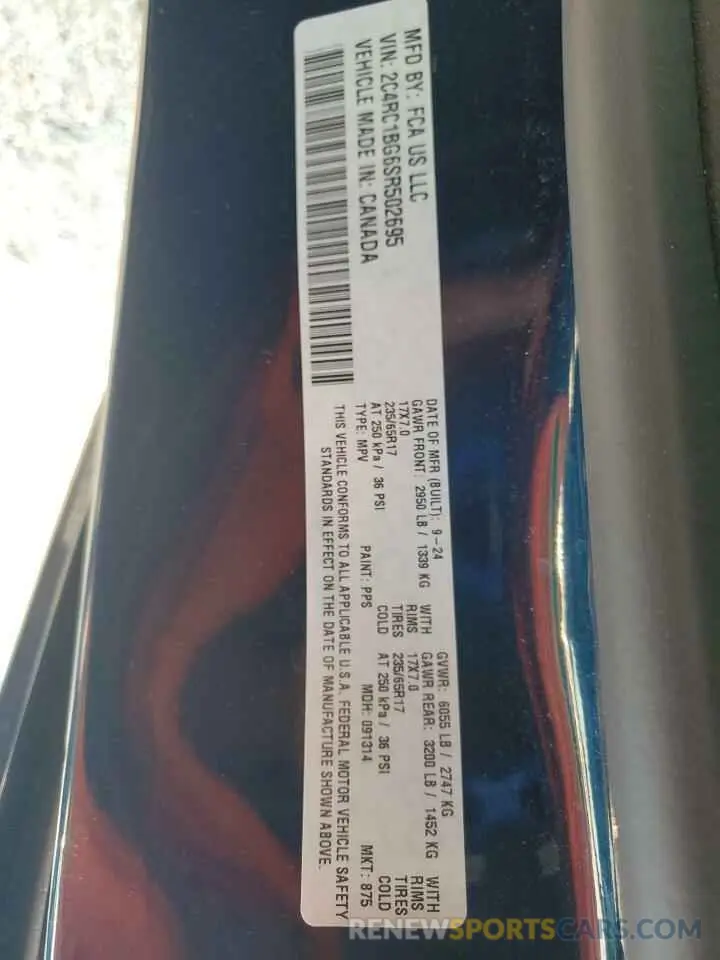 MFD BY: FCA US LLC
VIN: 2C4RC1BG6SR502695
VEHICLE MADE IN: CANADA
DATE OF MFR (BUILT): 9-24
GVWR: 6055 LB / 2747 KG
GAWR FRONT: 2950 LB / 1339 KG WITH
GAWR REAR: 3200 LB / 1452 KG WITH
17X7.0 RIMS
17X7.0 RIMS
235/65R17 TIRES
235/65R17 TIRES
AT 250 kPa / 36 PSI COLD
AT 250 kPa / 36 PSI COLD
TYPE: MPV PAINT: PPS MDH: 091314 MKT: 875
THIS VEHICLE CONFORMS TO ALL APPLICABLE U.S.A. FEDERAL MOTOR VEHICLE SAFETY
STANDARDS IN EFFECT ON THE DATE OF MANUFACTURE SHOWN ABOVE.
RENEWSPORTSCARS.COM